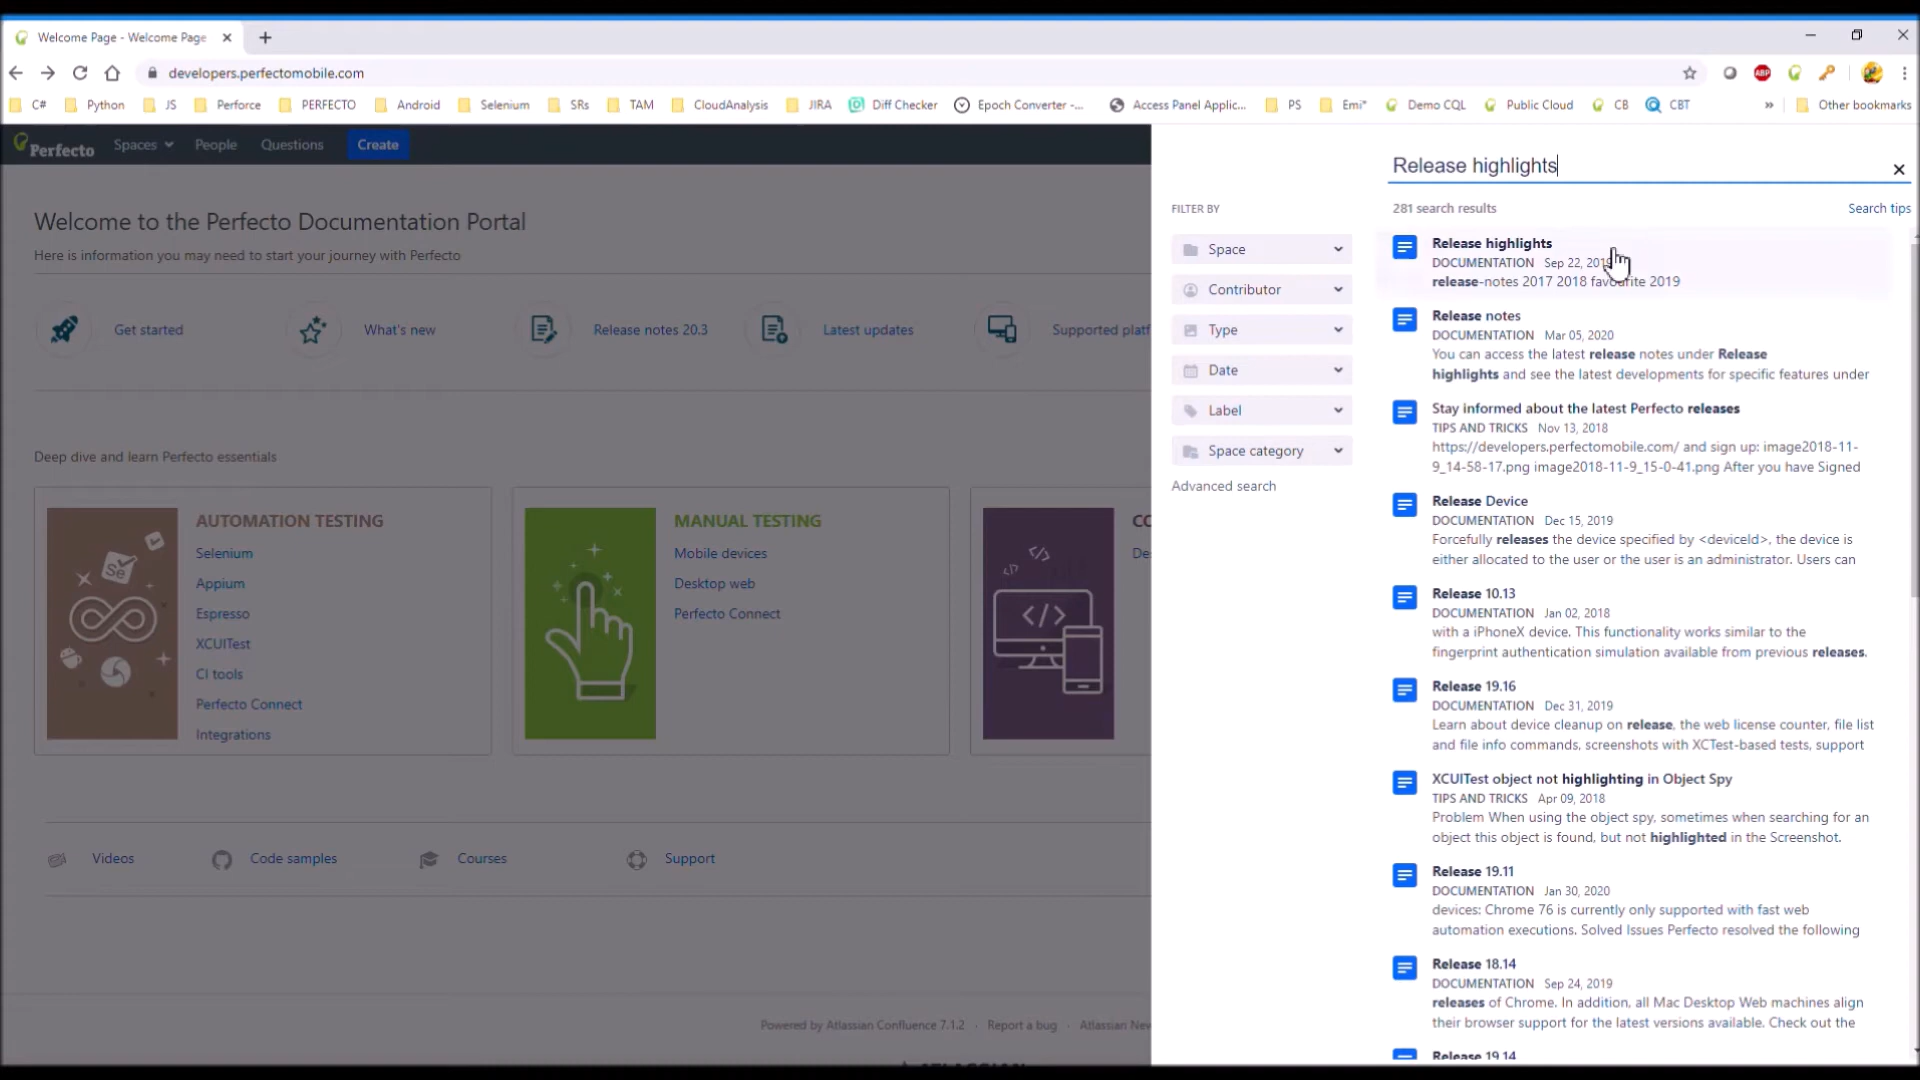 Welcome Page - Welcome Page
developers.perfectomobile.com
ABP
C# Python JS Perforce PERFECTO Android Selenium SRs TAM CloudAnalysis JIRA Diff Checker Epoch Converter -... Access Panel Applic... PS Emi* Demo CQL Public Cloud CB CBT » Other bookmarks
Perfecto Spaces People Questions Create
Release highlights
Welcome to the Perfecto Documentation Portal
Here is information you may need to start your journey with Perfecto
Get started What's new Release notes 20.3 Latest updates Supported platf
Deep dive and learn Perfecto essentials
AUTOMATION TESTING
Se
Selenium
Appium
Espresso
XCUITest
CI tools
Perfecto Connect
Integrations
MANUAL TESTING
Mobile devices
Desktop web
Perfecto Connect
CO
De
</>
</>
Videos Code samples Courses Support
Powered by Atlassian Confluence 7.1.2 · Report a bug · Atlassian New
FILTER BY
Space
Contributor
Type
Date
Label
Space category
Advanced search
281 search results Search tips
Release highlights
DOCUMENTATION Sep 22, 2019
release-notes 2017 2018 favourite 2019
Release notes
DOCUMENTATION Mar 05, 2020
You can access the latest release notes under Release
highlights and see the latest developments for specific features under
Stay informed about the latest Perfecto releases
TIPS AND TRICKS Nov 13, 2018
https://developers.perfectomobile.com/ and sign up: image2018-11-
9_14-58-17.png image2018-11-9_15-0-41.png After you have Signed
Release Device
DOCUMENTATION Dec 15, 2019
Forcefully releases the device specified by <deviceId>, the device is
either allocated to the user or the user is an administrator. Users can
Release 10.13
DOCUMENTATION Jan 02, 2018
with a iPhoneX device. This functionality works similar to the
fingerprint authentication simulation available from previous releases.
Release 19.16
DOCUMENTATION Dec 31, 2019
Learn about device cleanup on release, the web license counter, file list
and file info commands, screenshots with XCTest-based tests, support
XCUITest object not highlighting in Object Spy
TIPS AND TRICKS Apr 09, 2018
Problem When using the object spy, sometimes when searching for an
object this object is found, but not highlighted in the Screenshot.
Release 19.11
DOCUMENTATION Jan 30, 2020
devices: Chrome 76 is currently only supported with fast web
automation executions. Solved Issues Perfecto resolved the following
Release 18.14
DOCUMENTATION Sep 24, 2019
releases of Chrome. In addition, all Mac Desktop Web machines align
their browser support for the latest versions available. Check out the
Release 19.14